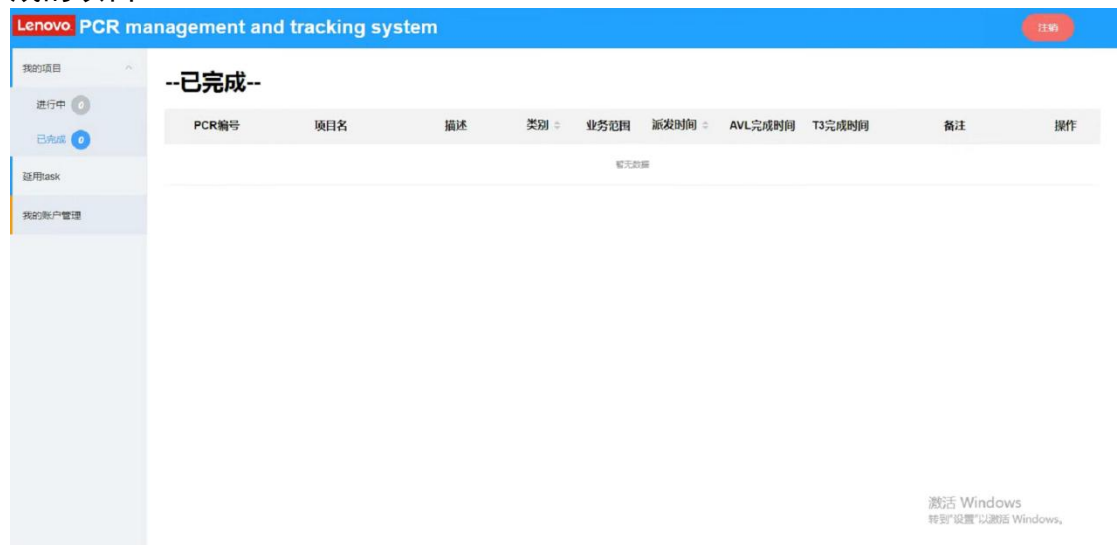 Lenovo PCR management and tracking system
注销
我的项目
进行中 0
已完成 0
延用task
我的账户管理
--已完成--
PCR编号 项目名 描述 类别 业务范围 派发时间 AVL完成时间 T3完成时间 备注 操作
暂无数据
激活 Windows
转到"设置"以激活 Windows。